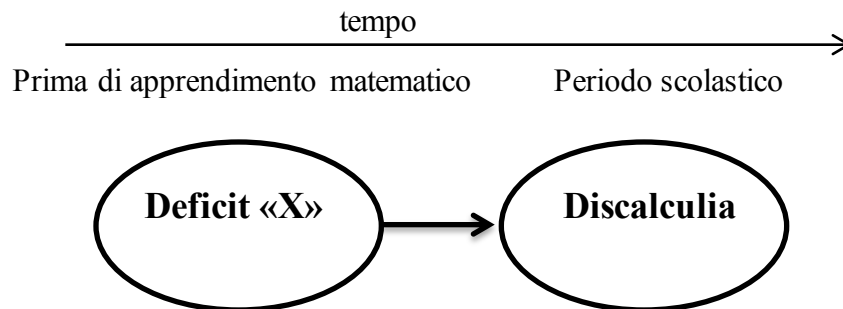 tempo
Prima di apprendimento matematico Periodo scolastico
Deficit «X» Discalculia